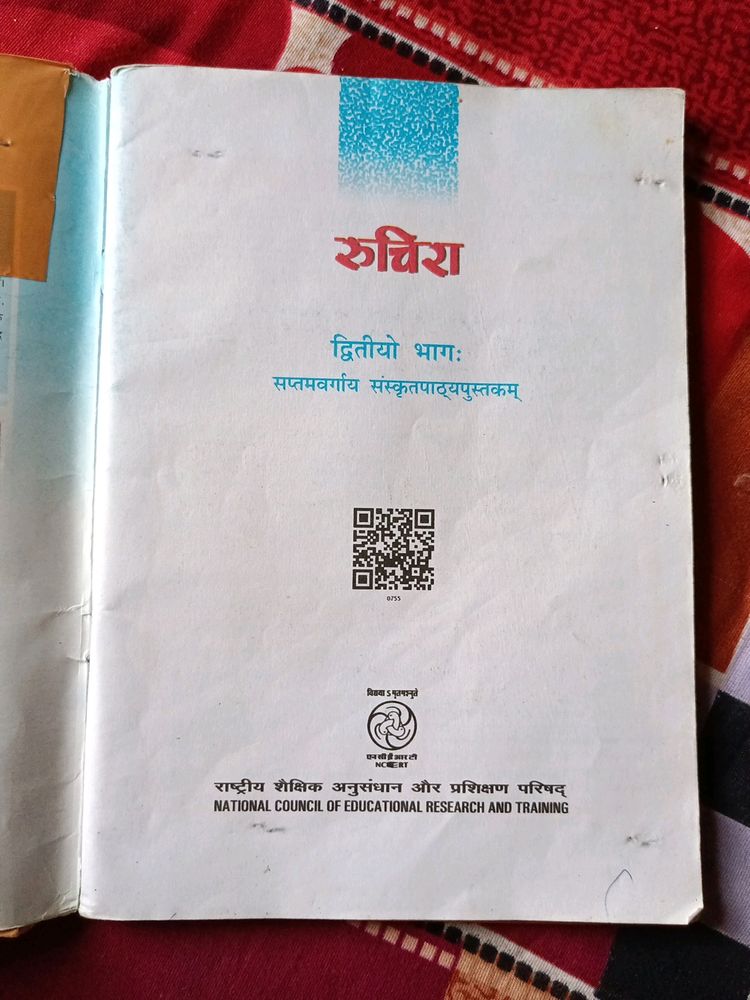 रुचिरा
द्वितीयो भागः
सप्तमवर्गाय संस्कृतपाठ्यपुस्तकम्
0755
विद्यया ऽ मृतमश्नुते
एन सी ई आर टी
NCERT
राष्ट्रीय शैक्षिक अनुसंधान और प्रशिक्षण परिषद्
NATIONAL COUNCIL OF EDUCATIONAL RESEARCH AND TRAINING